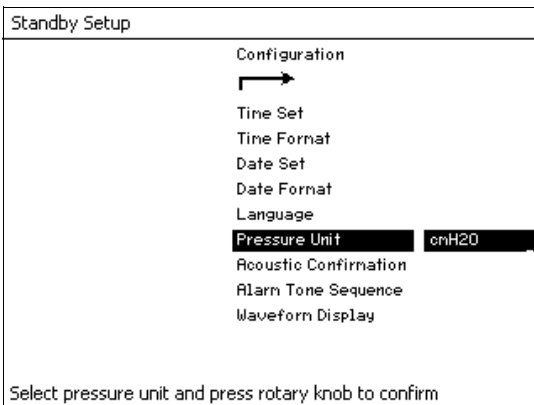 Standby Setup
Configuration
Time Set
Time Format
Date Set
Date Format
Language
Pressure Unit cmH2O
Acoustic Confirmation
Alarm Tone Sequence
Waveform Display
Select pressure unit and press rotary knob to confirm